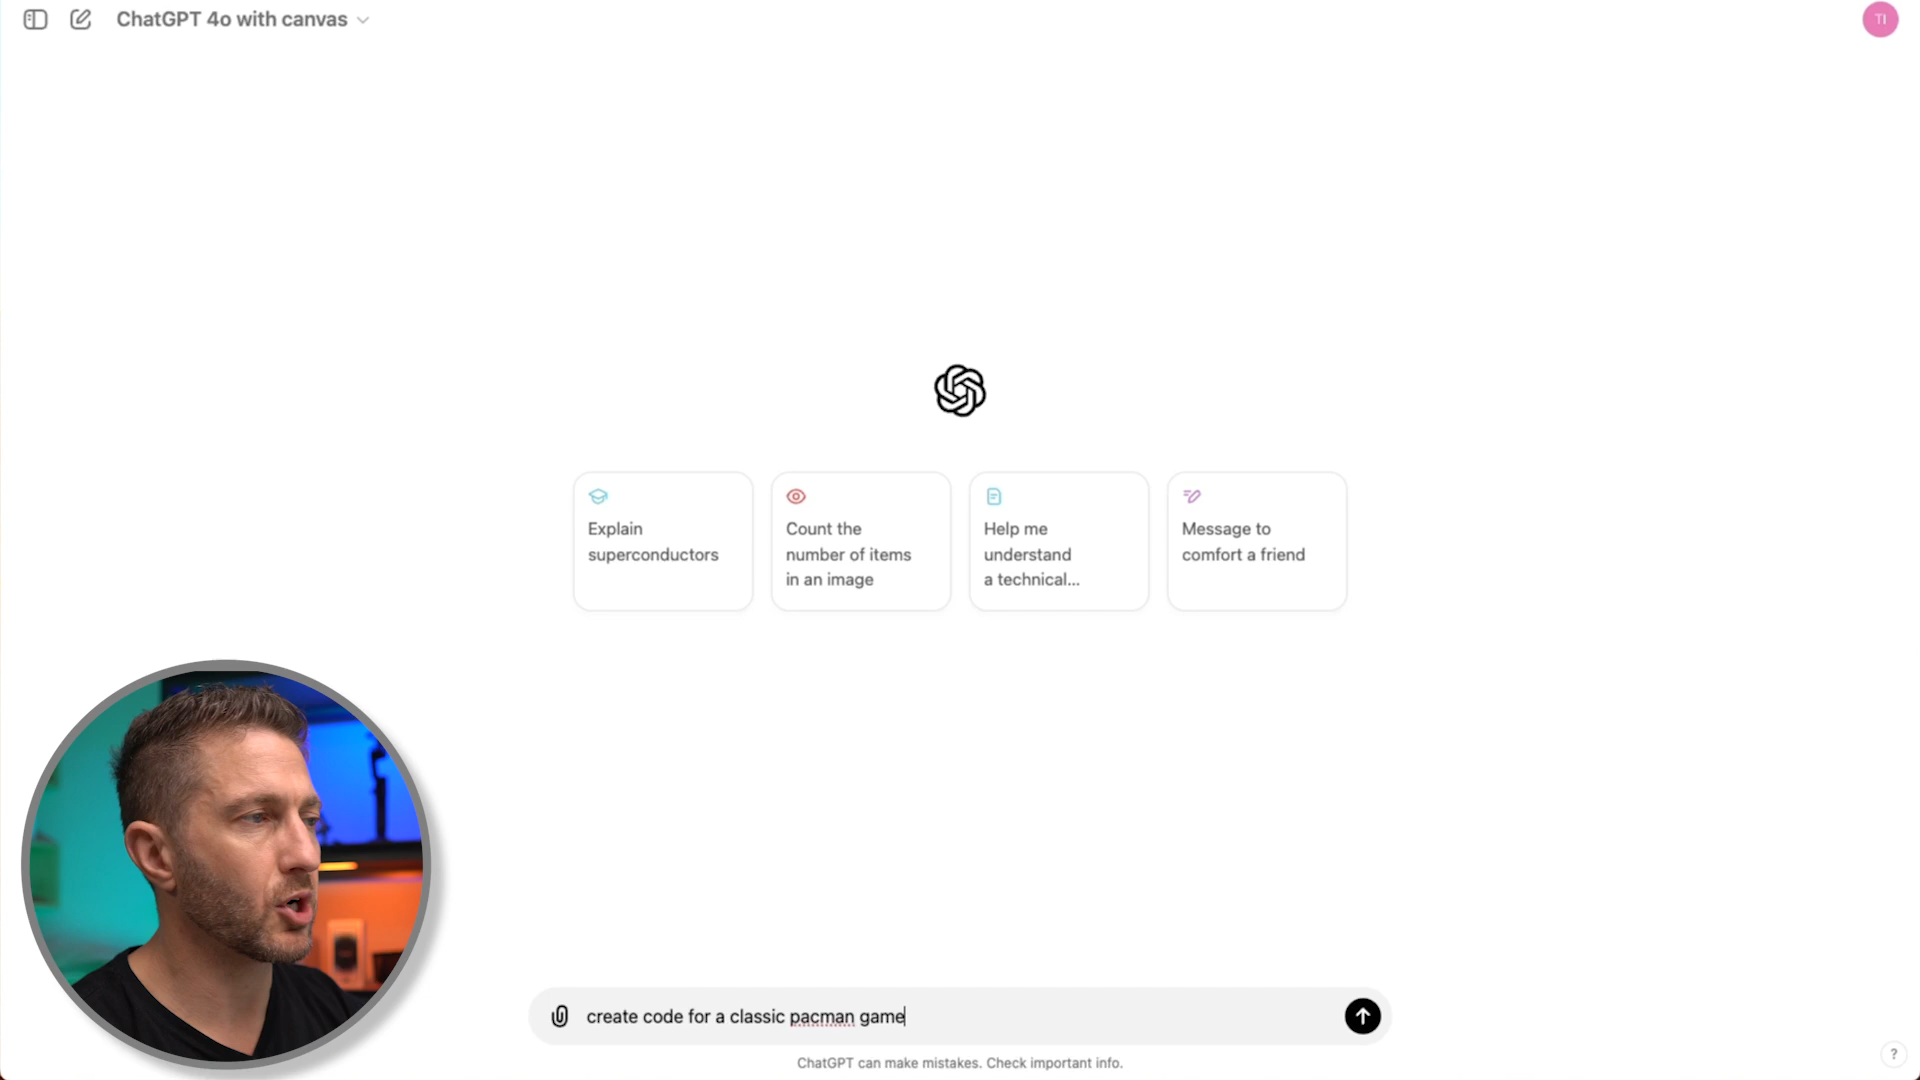 ChatGPT 4o with canvas
TI
Explain
superconductors
Count the
number of items
in an image
Help me
understand
a technical...
Message to
comfort a friend
create code for a classic pacman game
ChatGPT can make mistakes. Check important info.
?